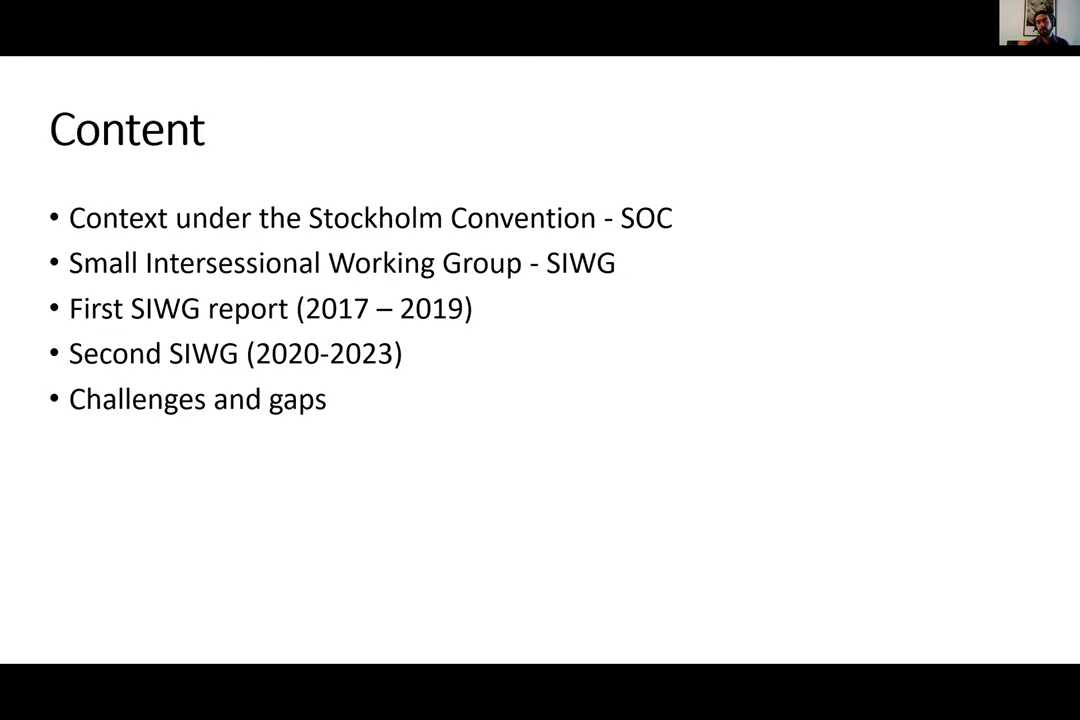 Content
• Context under the Stockholm Convention - SOC
• Small Intersessional Working Group - SIWG
• First SIWG report (2017 – 2019)
• Second SIWG (2020-2023)
• Challenges and gaps